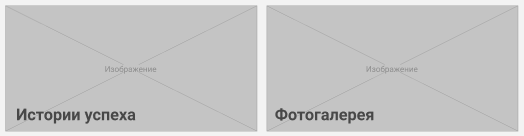 Изображение
Истории успеха
Изображение
Фотогалерея